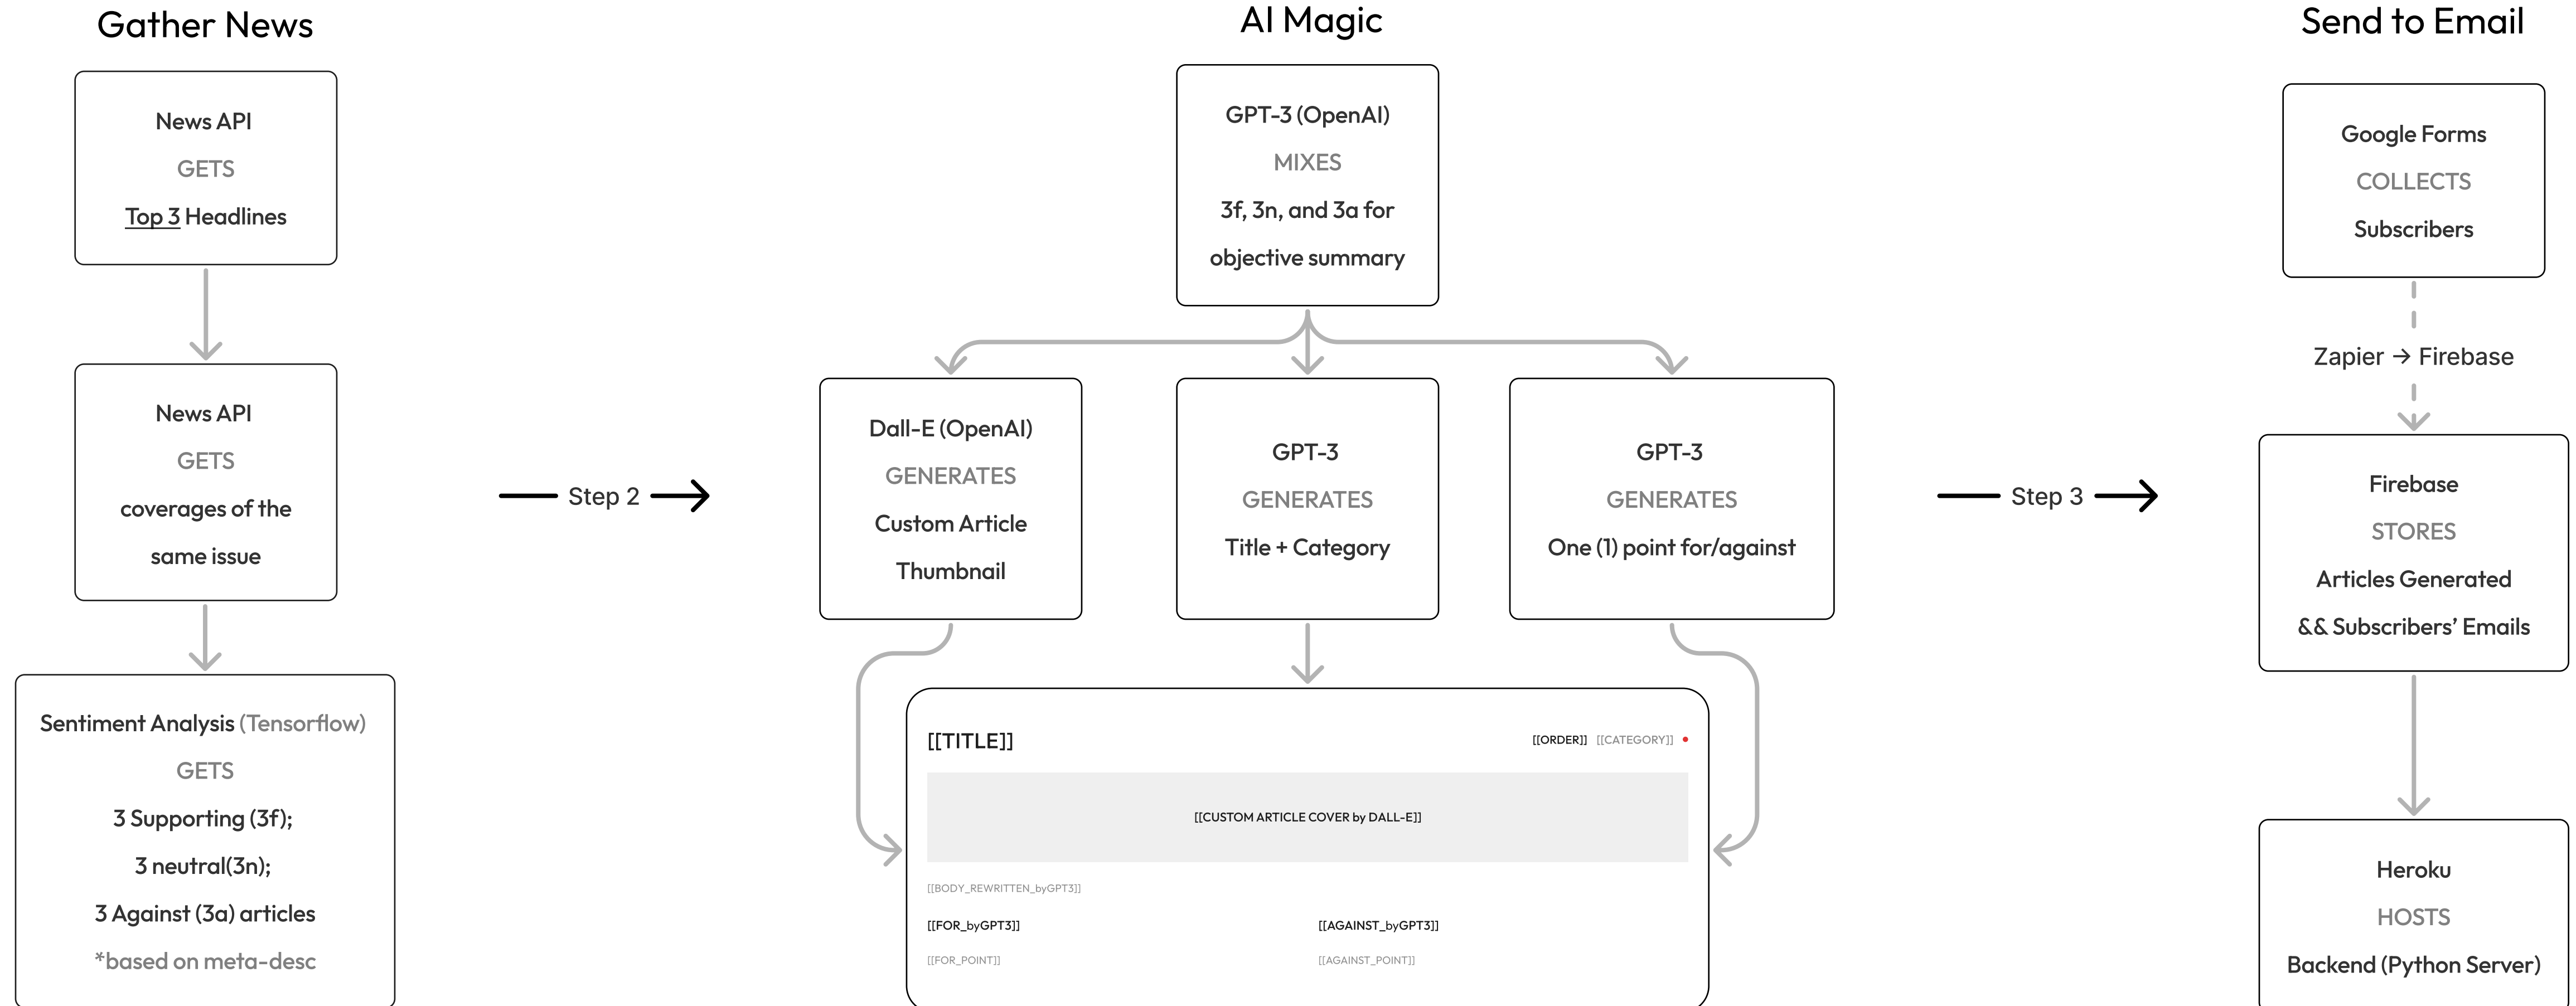 Gather News
News API
GETS
Top 3 Headlines
News API
GETS
coverages of the
same issue
Sentiment Analysis (Tensorflow)
GETS
3 Supporting (3f);
3 neutral(3n);
3 Against (3a) articles
*based on meta-desc
Step 2
AI Magic
GPT-3 (OpenAI)
MIXES
3f, 3n, and 3a for
objective summary
Dall-E (OpenAI)
GENERATES
Custom Article
Thumbnail
GPT-3
GENERATES
Title + Category
GPT-3
GENERATES
One (1) point for/against
[[TITLE]]
[[ORDER]] [[CATEGORY]]
[[CUSTOM ARTICLE COVER by DALL-E]]
[[BODY_REWRITTEN_byGPT3]]
[[FOR_byGPT3]]
[[AGAINST_byGPT3]]
[[FOR_POINT]]
[[AGAINST_POINT]]
Step 3
Send to Email
Google Forms
COLLECTS
Subscribers
Zapier → Firebase
Firebase
STORES
Articles Generated
&& Subscribers’ Emails
Heroku
HOSTS
Backend (Python Server)